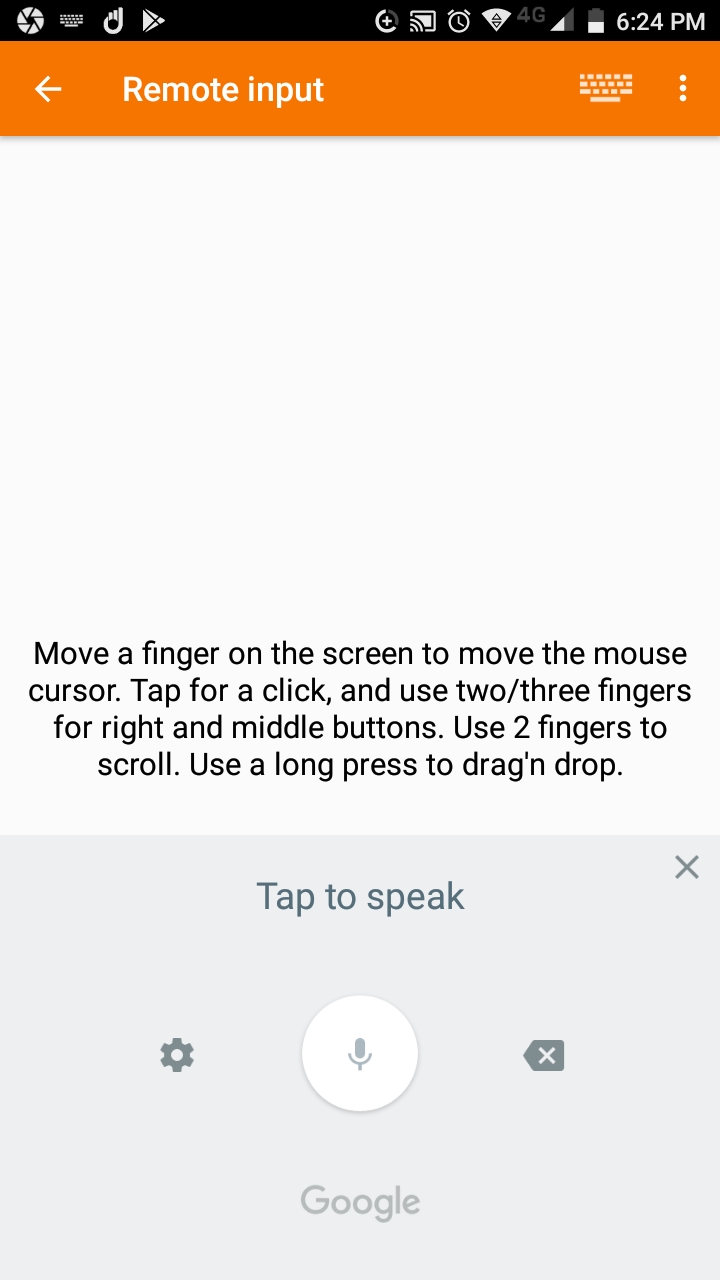 4G 6:24 PM
Remote input
Move a finger on the screen to move the mouse
cursor. Tap for a click, and use two/three fingers
for right and middle buttons. Use 2 fingers to
scroll. Use a long press to drag'n drop.
Tap to speak
Google